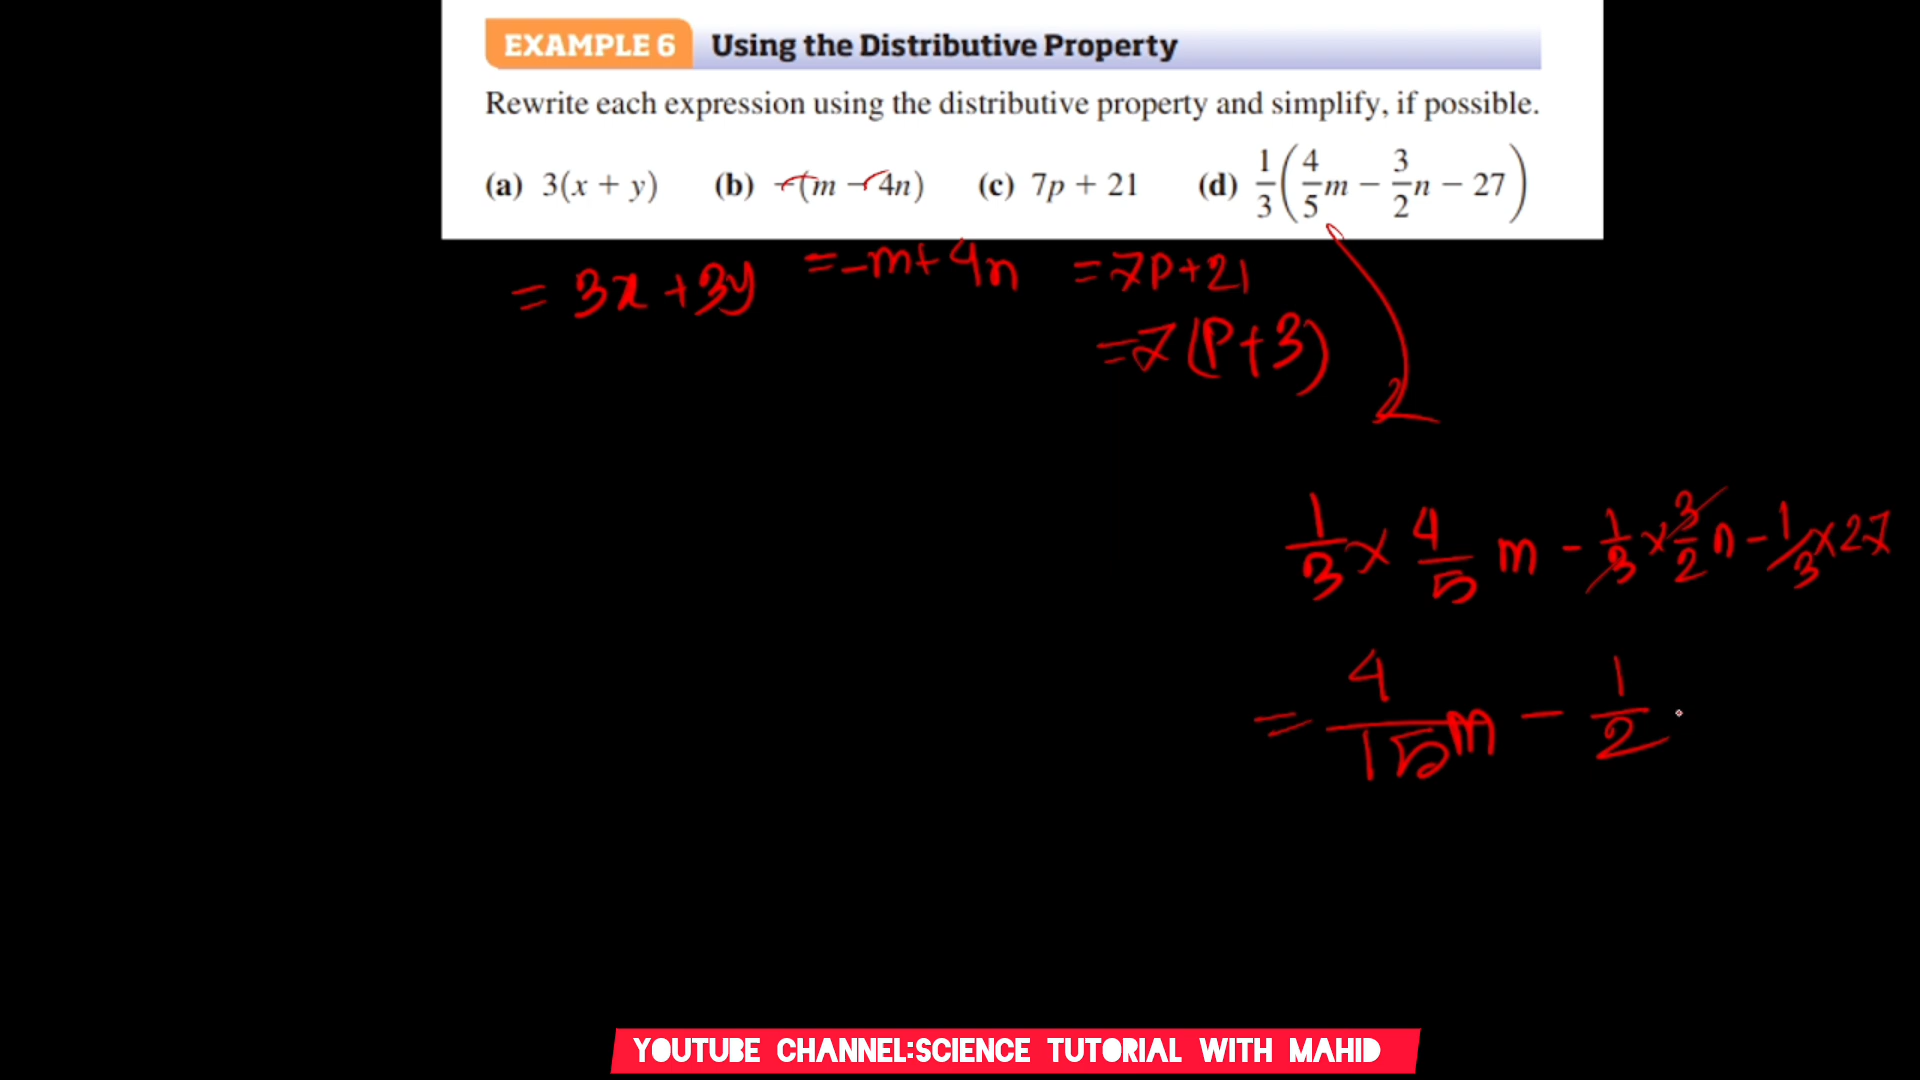 EXAMPLE 6 Using the Distributive Property
Rewrite each expression using the distributive property and simplify, if possible.
(a) 3(x + y) (b) −(m − 4n) (c) 7p + 21 (d) 1/3(4/5m − 3/2n − 27)
= 3x + 3y = -m + 4n = 7P + 21
= 7(P + 3)
2
1/3 × 4/5 m - 1/3 × 3/2 n - 1/3 × 27
= 4/15 m - 1/2
YOUTUBE CHANNEL:SCIENCE TUTORIAL WITH MAHID